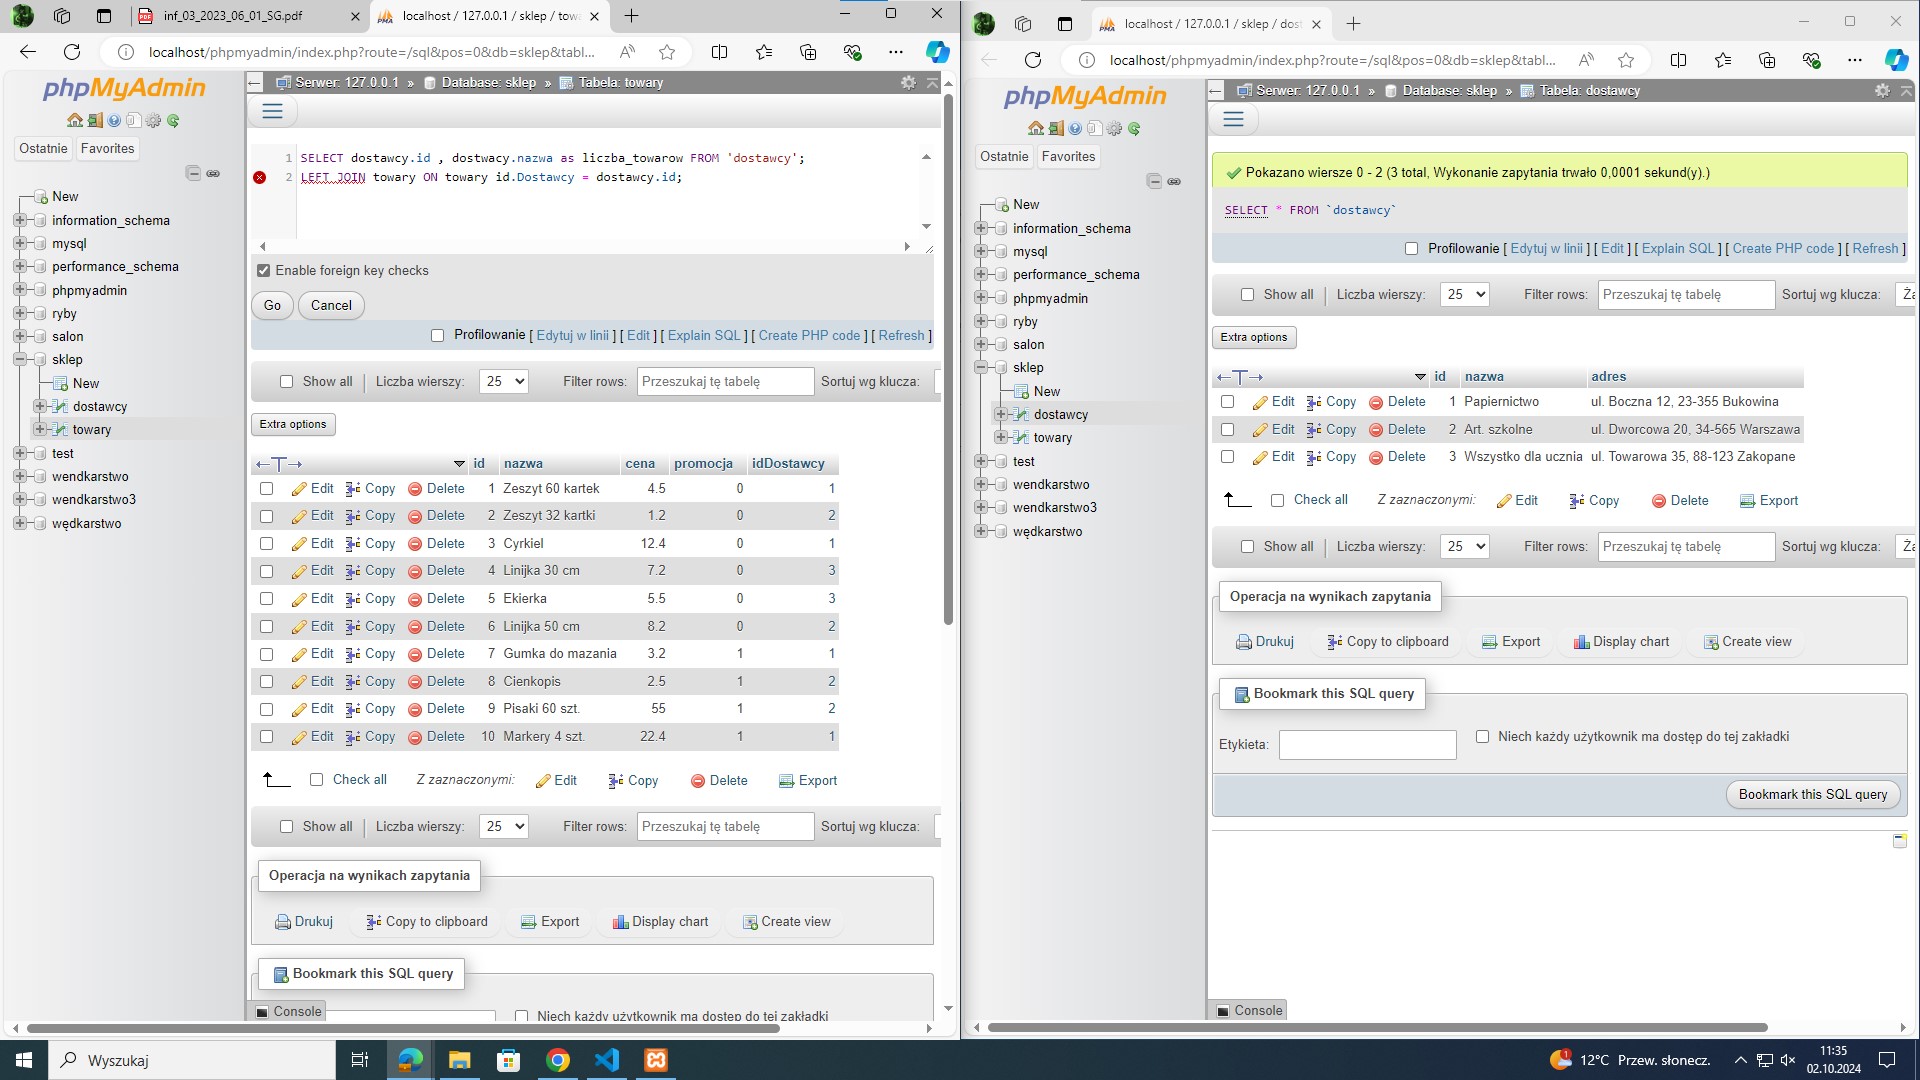 inf_03_2023_06_01_SG.pdf
localhost / 127.0.0.1 / sklep / tow
localhost/phpmyadmin/index.php?route=/sql&pos=0&db=sklep&tabl...
phpMyAdmin
Ostatnie Favorites
New
information_schema
mysql
performance_schema
phpmyadmin
ryby
salon
sklep
New
dostawcy
towary
test
wendkarstwo
wendkarstwo3
wędkarstwo
Serwer: 127.0.0.1 » Database: sklep » Tabela: towary
1 SELECT dostawcy.id , dostwacy.nazwa as liczba_towarow FROM 'dostawcy';
2 LEFT JOIN towary ON towary id.Dostawcy = dostawcy.id;
Enable foreign key checks
Go Cancel
Profilowanie [ Edytuj w linii ] [ Edit ] [ Explain SQL ] [ Create PHP code ] [ Refresh ]
Show all Liczba wierszy: 25 Filter rows: Przeszukaj tę tabelę Sortuj wg klucza:
Extra options
id nazwa cena promocja idDostawcy
Edit Copy Delete 1 Zeszyt 60 kartek 4.5 0 1
Edit Copy Delete 2 Zeszyt 32 kartki 1.2 0 2
Edit Copy Delete 3 Cyrkiel 12.4 0 1
Edit Copy Delete 4 Linijka 30 cm 7.2 0 3
Edit Copy Delete 5 Ekierka 5.5 0 3
Edit Copy Delete 6 Linijka 50 cm 8.2 0 2
Edit Copy Delete 7 Gumka do mazania 3.2 1 1
Edit Copy Delete 8 Cienkopis 2.5 1 2
Edit Copy Delete 9 Pisaki 60 szt. 55 1 2
Edit Copy Delete 10 Markery 4 szt. 22.4 1 1
Check all Z zaznaczonymi: Edit Copy Delete Export
Show all Liczba wierszy: 25 Filter rows: Przeszukaj tę tabelę Sortuj wg klucza:
Operacja na wynikach zapytania
Drukuj Copy to clipboard Export Display chart Create view
Bookmark this SQL query
Niech każdy użytkownik ma dostęp do tej zakładki
Console
localhost / 127.0.0.1 / sklep / dost
localhost/phpmyadmin/index.php?route=/sql&pos=0&db=sklep&tabl...
phpMyAdmin
Ostatnie Favorites
New
information_schema
mysql
performance_schema
phpmyadmin
ryby
salon
sklep
New
dostawcy
towary
test
wendkarstwo
wendkarstwo3
wędkarstwo
Serwer: 127.0.0.1 » Database: sklep » Tabela: dostawcy
Pokazano wiersze 0 - 2 (3 total, Wykonanie zapytania trwało 0,0001 sekund(y).)
SELECT * FROM `dostawcy`
Profilowanie [ Edytuj w linii ] [ Edit ] [ Explain SQL ] [ Create PHP code ] [ Refresh ]
Show all Liczba wierszy: 25 Filter rows: Przeszukaj tę tabelę Sortuj wg klucza: Ża
Extra options
id nazwa adres
Edit Copy Delete 1 Papiernictwo ul. Boczna 12, 23-355 Bukowina
Edit Copy Delete 2 Art. szkolne ul. Dworcowa 20, 34-565 Warszawa
Edit Copy Delete 3 Wszystko dla ucznia ul. Towarowa 35, 88-123 Zakopane
Check all Z zaznaczonymi: Edit Copy Delete Export
Show all Liczba wierszy: 25 Filter rows: Przeszukaj tę tabelę Sortuj wg klucza: Ża
Operacja na wynikach zapytania
Drukuj Copy to clipboard Export Display chart Create view
Bookmark this SQL query
Etykieta: Niech każdy użytkownik ma dostęp do tej zakładki
Bookmark this SQL query
Console
Wyszukaj
1 12°C Przew. słonecz.
11:35
02.10.2024